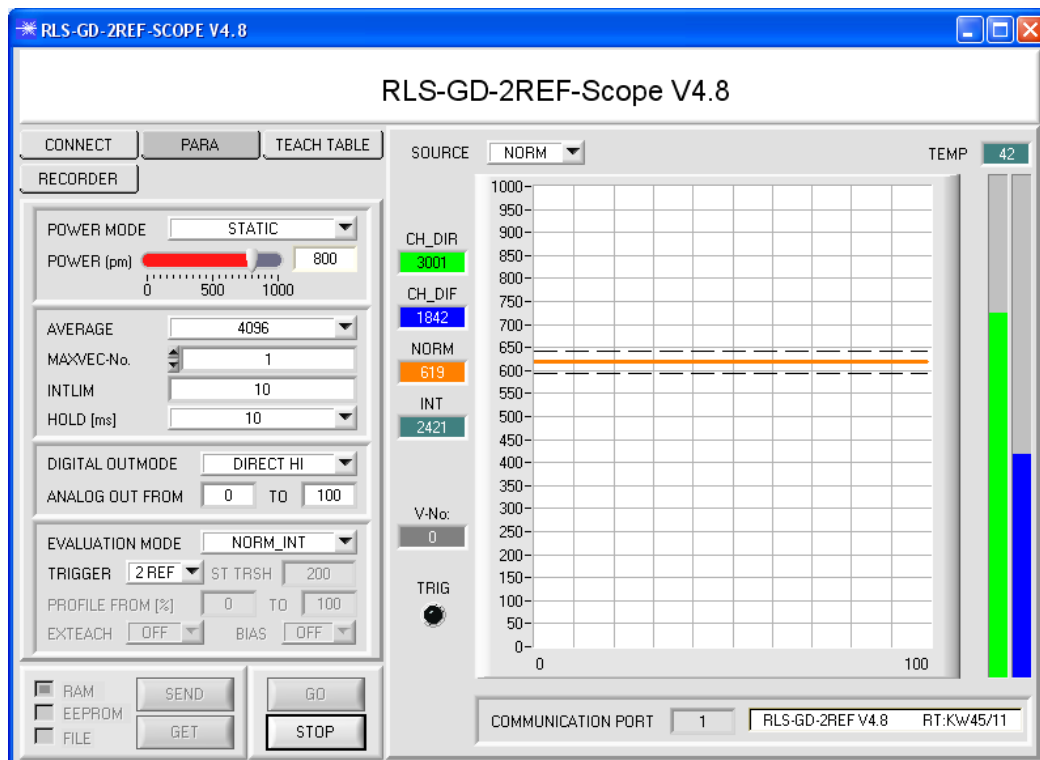 RLS-GD-2REF-SCOPE V4.8
RLS-GD-2REF-Scope V4.8
CONNECT
PARA
TEACH TABLE
RECORDER
POWER MODE STATIC
POWER (pm) 800
0 500 1000
AVERAGE 4096
MAXVEC-No. 1
INTLIM 10
HOLD [ms] 10
DIGITAL OUTMODE DIRECT HI
ANALOG OUT FROM 0 TO 100
EVALUATION MODE NORM_INT
TRIGGER 2 REF ST TRSH 200
PROFILE FROM [%] 0 TO 100
EXTEACH OFF BIAS OFF
RAM
EEPROM
FILE
SEND
GET
GO
STOP
SOURCE NORM
TEMP 42
CH_DIR
3001
CH_DIF
1842
NORM
619
INT
2421
V-No:
0
TRIG
1000
950
900
850
800
750
700
650
600
550
500
450
400
350
300
250
200
150
100
50
0
0 100
COMMUNICATION PORT 1 RLS-GD-2REF V4.8 RT:KW45/11